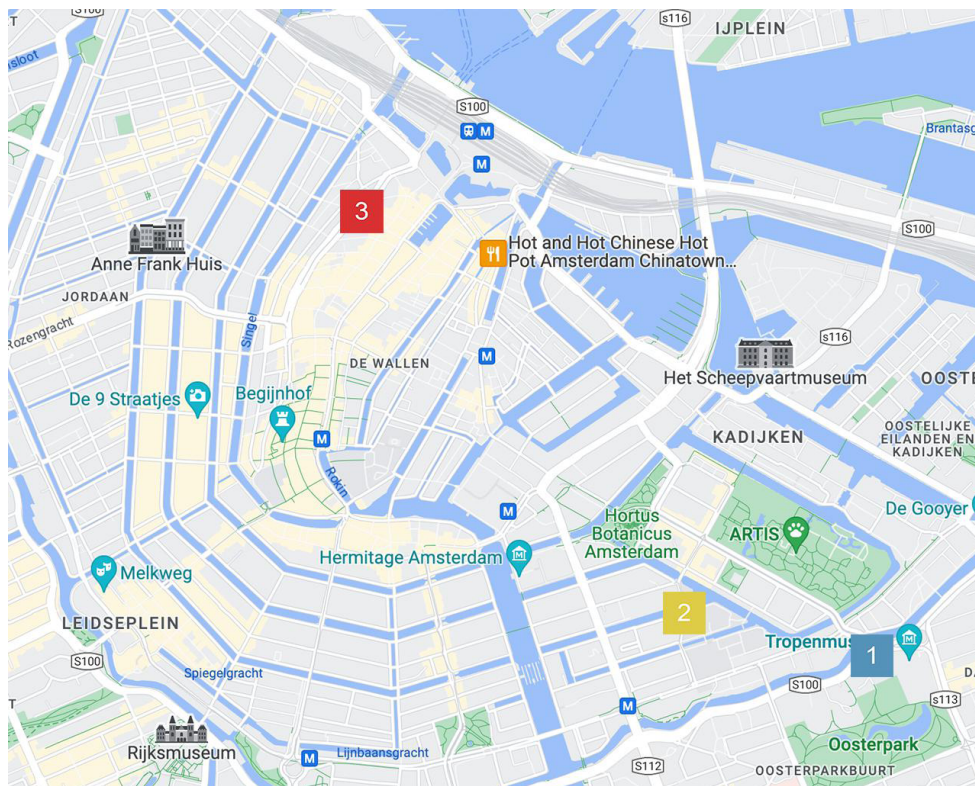 T
s116
IJPLEIN
nsloot
S100
M
Brantasg
M
3
S100
Hot and Hot Chinese Hot
Pot Amsterdam Chinatown...
Anne Frank Huis
JORDAAN
Rozengracht
Singel
s116
DE WALLEN
M
Het Scheepvaartmuseum
OOSTE
De 9 Straatjes
Begijnhof
OOSTELIJKE
EILANDEN EN
KADIJKEN
M
KADIJKEN
Rokin
De Gooyer
M
Hortus
Botanicus
Amsterdam
ARTIS
Hermitage Amsterdam
M
Melkweg
2
LEIDSEPLEIN
Tropenmus
M
1
S100
Spiegelgracht
DA
S100
s113
T
M
Rijksmuseum
Lijnbaansgracht
M
Oosterpark
S112
OOSTERPARKBUURT